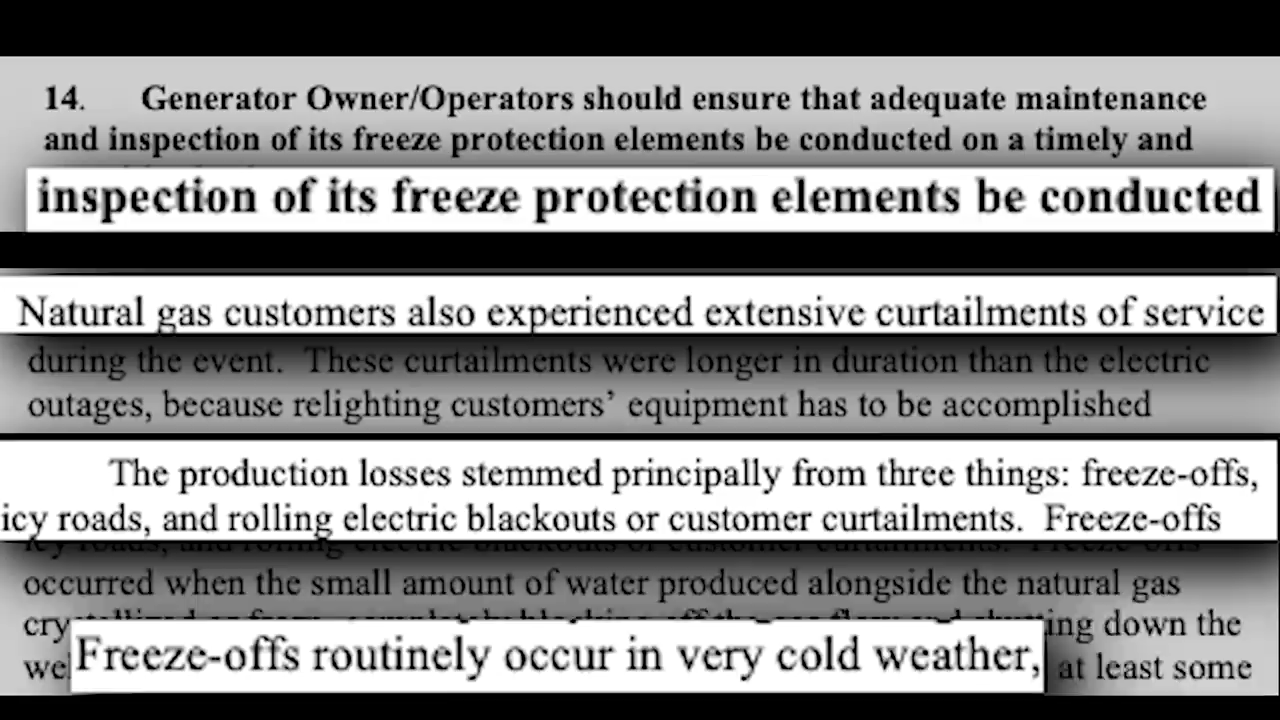 14. Generator Owner/Operators should ensure that adequate maintenance
and inspection of its freeze protection elements be conducted on a timely and
inspection of its freeze protection elements be conducted
Natural gas customers also experienced extensive curtailments of service
during the event. These curtailments were longer in duration than the electric
outages, because relighting customers’ equipment has to be accomplished
The production losses stemmed principally from three things: freeze-offs,
icy roads, and rolling electric blackouts or customer curtailments. Freeze-offs
occurred when the small amount of water produced alongside the natural gas
down the
Freeze-offs routinely occur in very cold weather,
at least some